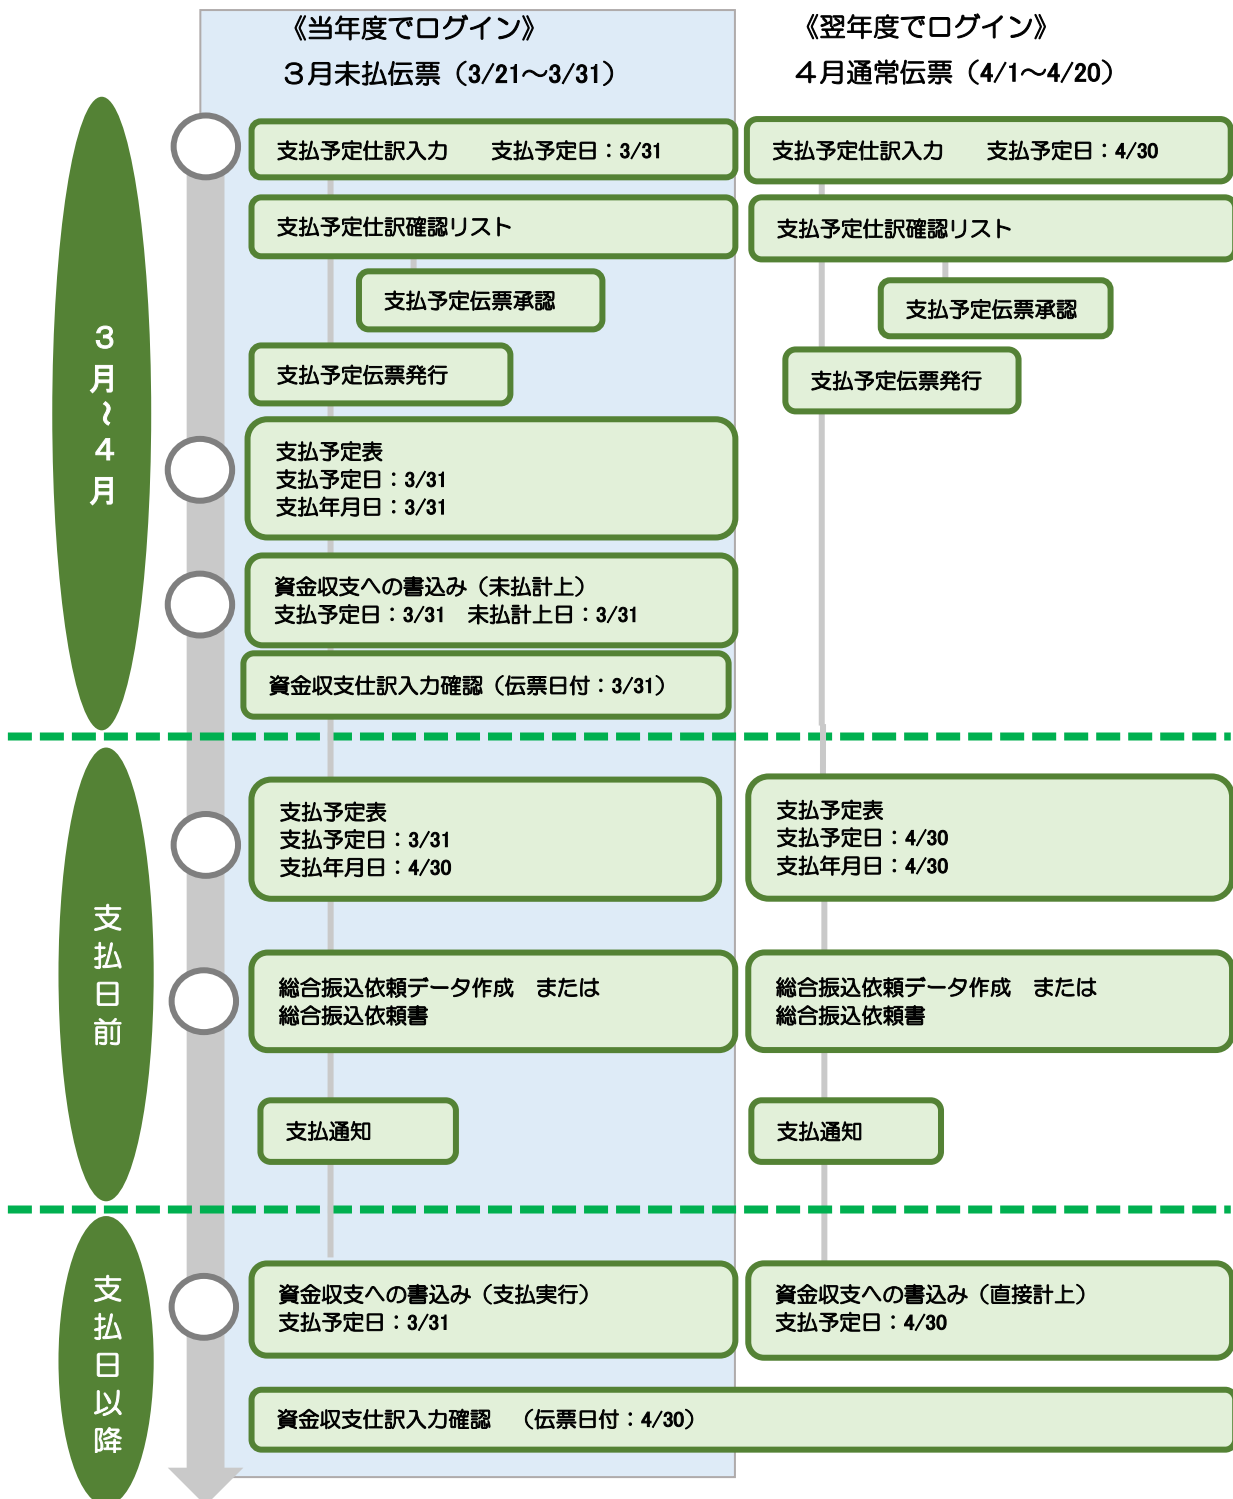 《当年度でログイン》
３月未払伝票（3/21～3/31）
《翌年度でログイン》
４月通常伝票（4/1～4/20）
３月～４月
支払予定仕訳入力　　支払予定日：3/31
支払予定仕訳入力　　支払予定日：4/30
支払予定仕訳確認リスト
支払予定仕訳確認リスト
支払予定伝票承認
支払予定伝票承認
支払予定伝票発行
支払予定伝票発行
支払予定表
支払予定日：3/31
支払年月日：3/31
資金収支への書込み（未払計上）
支払予定日：3/31　未払計上日：3/31
資金収支仕訳入力確認（伝票日付：3/31）
支払日前
支払予定表
支払予定日：3/31
支払年月日：4/30
支払予定表
支払予定日：4/30
支払年月日：4/30
総合振込依頼データ作成　または
総合振込依頼書
総合振込依頼データ作成　または
総合振込依頼書
支払通知
支払通知
支払日以降
資金収支への書込み（支払実行）
支払予定日：3/31
資金収支への書込み（直接計上）
支払予定日：4/30
資金収支仕訳入力確認　（伝票日付：4/30）